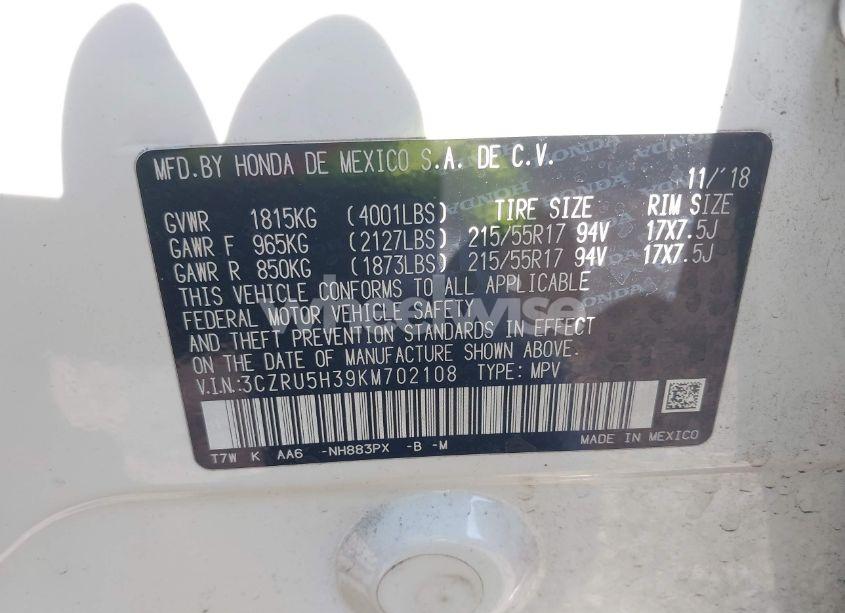 MFD.BY HONDA DE MEXICO S.A. DE C.V.
11/'18
GVWR 1815KG (4001LBS) TIRE SIZE RIM SIZE
GAWR F 965KG (2127LBS) 215/55R17 94V 17X7.5J
GAWR R 850KG (1873LBS) 215/55R17 94V 17X7.5J
THIS VEHICLE CONFORMS TO ALL APPLICABLE
FEDERAL MOTOR VEHICLE SAFETY
AND THEFT PREVENTION STANDARDS IN EFFECT
ON THE DATE OF MANUFACTURE SHOWN ABOVE.
V.I.N.:3CZRU5H39KM702108 TYPE: MPV
T7W K AA6 -NH883PX -B -M
MADE IN MEXICO
wheelwise